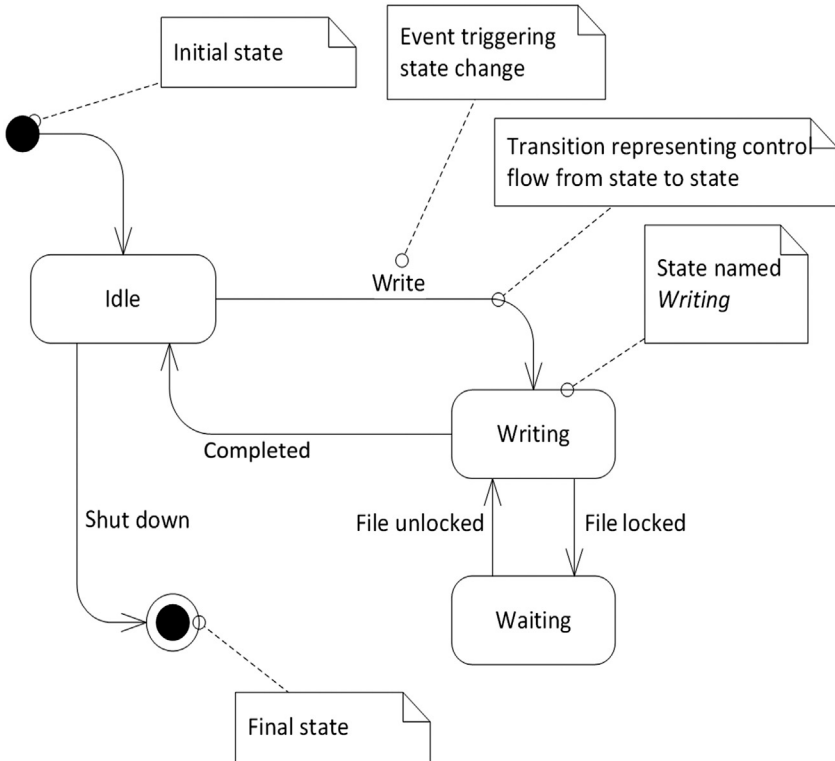 Initial state
Event triggering
state change
Transition representing control
flow from state to state
State named
Writing
Idle
Write
Writing
Completed
Shut down
File unlocked
File locked
Waiting
Final state